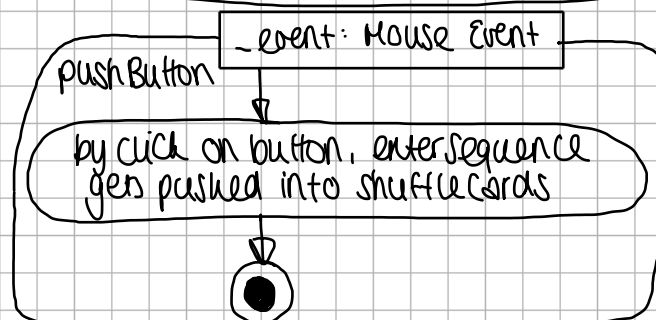 _event: Mouse Event
pushButton
by click on button, entersequence
gets pushed into shufflecards